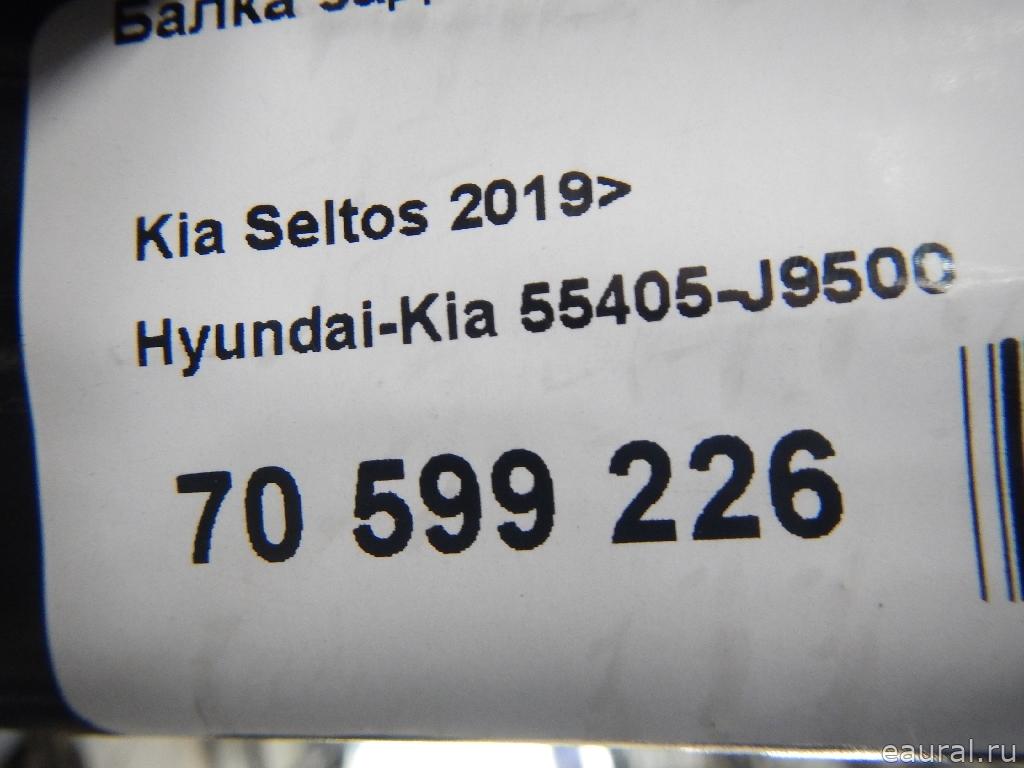 Балка
Kia Seltos 2019>
Hyundai-Kia 55405-J9500
70 599 226
eaural.ru